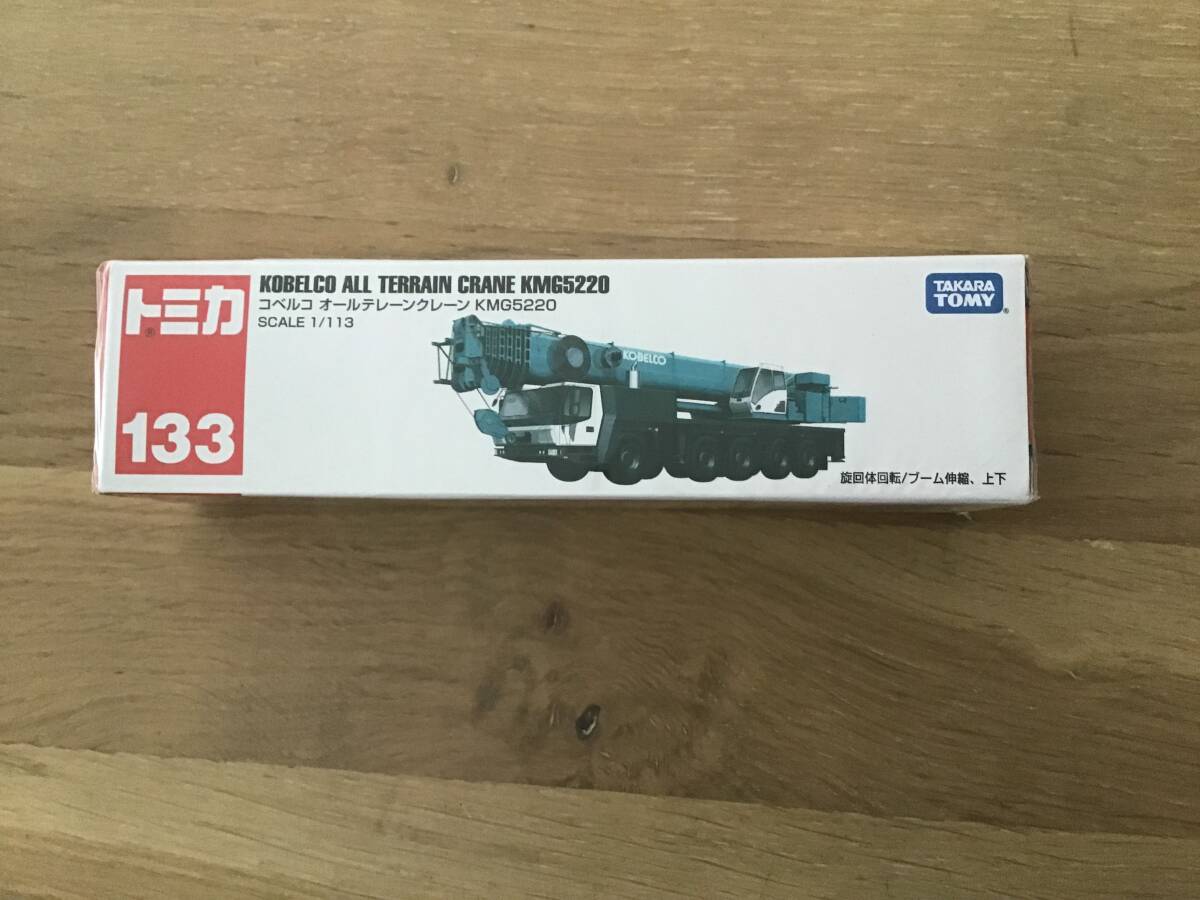 トミカ
®
133
KOBELCO ALL TERRAIN CRANE KMG5220
コベルコ オールテレーンクレーン KMG5220
SCALE 1/113
KOBELCO
TAKARA
TOMY®
旋回体回転/ブーム伸縮、上下